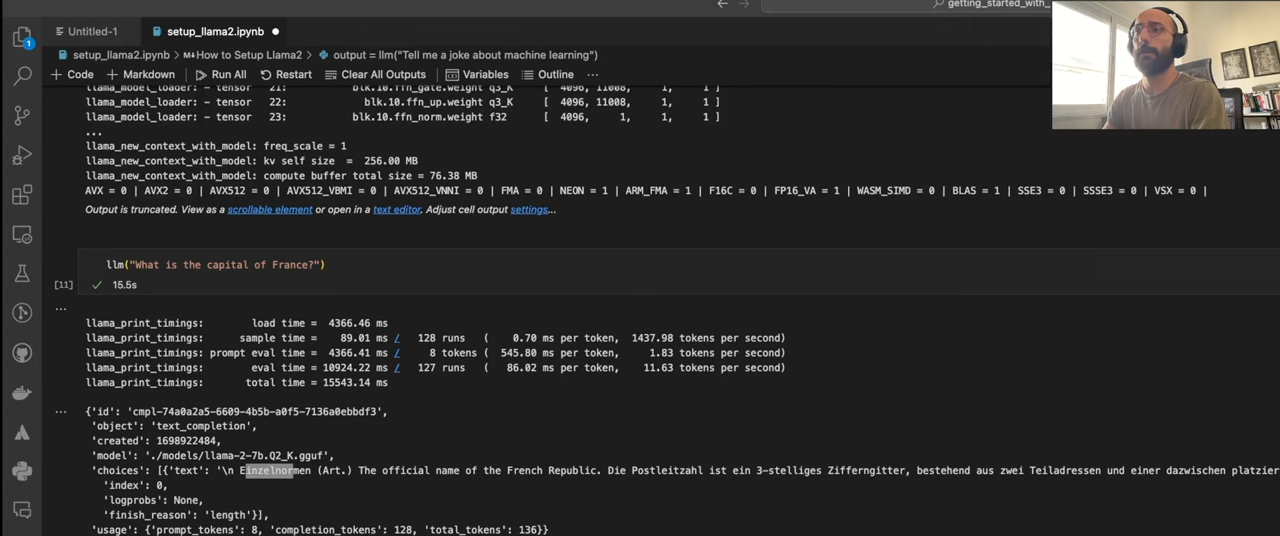 getting_started_with_
Untitled-1
setup_llama2.ipynb
setup_llama2.ipynb > M↓How to Setup Llama2 > output = llm("Tell me a joke about machine learning")
+ Code + Markdown Run All Restart Clear All Outputs Variables Outline ...
llama_model_loader: - tensor 21: blk.10.ffn_gate.weight q3_K [ 4096, 11008, 1, 1 ]
llama_model_loader: - tensor 22: blk.10.ffn_up.weight q3_K [ 4096, 11008, 1, 1 ]
llama_model_loader: - tensor 23: blk.10.ffn_norm.weight f32 [ 4096, 1, 1, 1 ]
...
llama_new_context_with_model: freq_scale = 1
llama_new_context_with_model: kv self size = 256.00 MB
llama_new_context_with_model: compute buffer total size = 76.38 MB
AVX = 0 | AVX2 = 0 | AVX512 = 0 | AVX512_VBMI = 0 | AVX512_VNNI = 0 | FMA = 0 | NEON = 1 | ARM_FMA = 1 | F16C = 0 | FP16_VA = 1 | WASM_SIMD = 0 | BLAS = 1 | SSE3 = 0 | SSSE3 = 0 | VSX = 0 |
Output is truncated. View as a scrollable element or open in a text editor. Adjust cell output settings...
llm("What is the capital of France?")
[11] ✓ 15.5s
...
llama_print_timings: load time = 4366.46 ms
llama_print_timings: sample time = 89.01 ms / 128 runs ( 0.70 ms per token, 1437.98 tokens per second)
llama_print_timings: prompt eval time = 4366.41 ms / 8 tokens ( 545.80 ms per token, 1.83 tokens per second)
llama_print_timings: eval time = 10924.22 ms / 127 runs ( 86.02 ms per token, 11.63 tokens per second)
llama_print_timings: total time = 15543.14 ms
... {'id': 'cmpl-74a0a2a5-6609-4b5b-a0f5-7136a0ebbdf3',
'object': 'text_completion',
'created': 1698922484,
'model': './models/llama-2-7b.Q2_K.gguf',
'choices': [{'text': '\n Einzelnormen (Art.) The official name of the French Republic. Die Postleitzahl ist ein 3-stelliges Zifferngitter, bestehend aus zwei Teiladressen und einer dazwischen platzier
'index': 0,
'logprobs': None,
'finish_reason': 'length'}],
'usage': {'prompt_tokens': 8, 'completion_tokens': 128, 'total_tokens': 136}}